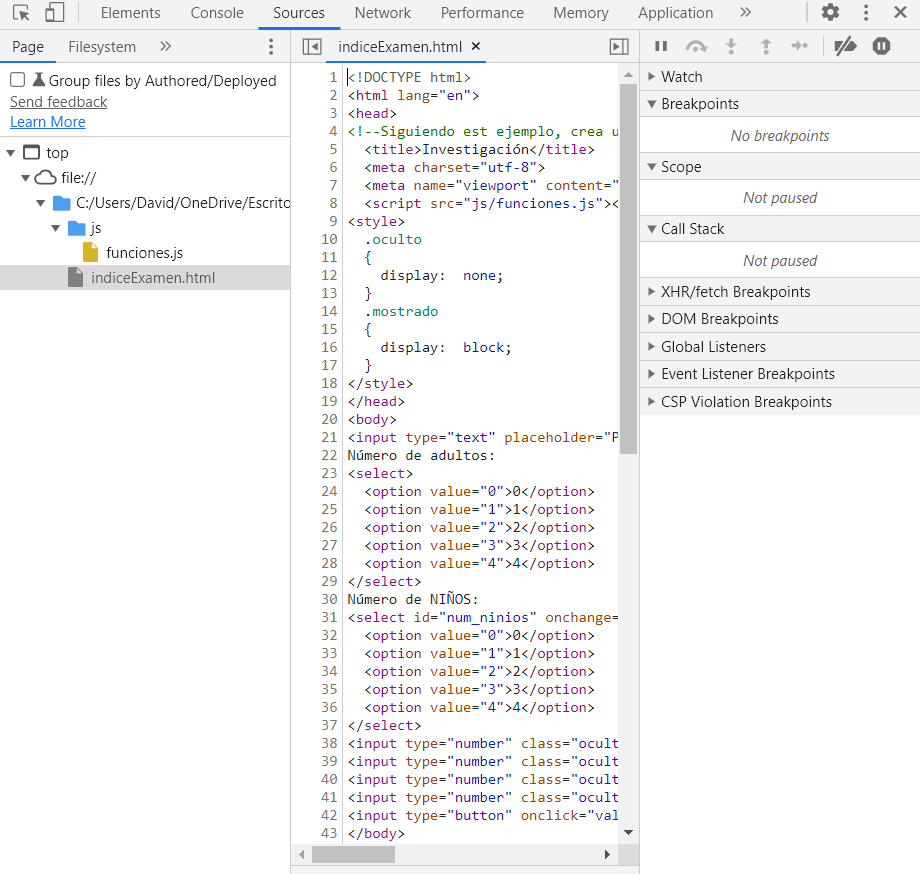 Elements Console Sources Network Performance Memory Application
Page Filesystem
indiceExamen.html
Group files by Authored/Deployed
Send feedback
Learn More
top
file://
C:/Users/David/OneDrive/Escrito
js
funciones.js
indiceExamen.html
1 <!DOCTYPE html>
2 <html lang="en">
3 <head>
4 <!--Siguiendo est ejemplo, crea u
5 <title>Investigación</title>
6 <meta charset="utf-8">
7 <meta name="viewport" content="
8 <script src="js/funciones.js"><
9 <style>
10 .oculto
11 {
12 display: none;
13 }
14 .mostrado
15 {
16 display: block;
17 }
18 </style>
19 </head>
20 <body>
21 <input type="text" placeholder="P
22 Número de adultos:
23 <select>
24 <option value="0">0</option>
25 <option value="1">1</option>
26 <option value="2">2</option>
27 <option value="3">3</option>
28 <option value="4">4</option>
29 </select>
30 Número de NIÑOS:
31 <select id="num_ninios" onchange=
32 <option value="0">0</option>
33 <option value="1">1</option>
34 <option value="2">2</option>
35 <option value="3">3</option>
36 <option value="4">4</option>
37 </select>
38 <input type="number" class="ocult
39 <input type="number" class="ocult
40 <input type="number" class="ocult
41 <input type="number" class="ocult
42 <input type="button" onclick="val
43 </body>
Watch
Breakpoints
No breakpoints
Scope
Not paused
Call Stack
Not paused
XHR/fetch Breakpoints
DOM Breakpoints
Global Listeners
Event Listener Breakpoints
CSP Violation Breakpoints